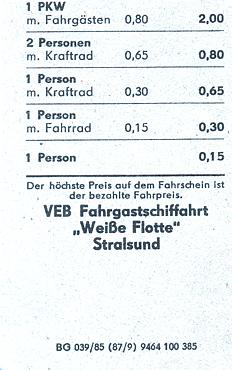 1 PKW
m. Fahrgästen 0,80 2,00
2 Personen
m. Kraftrad 0,65 0,80
1 Person
m. Kraftrad 0,30 0,65
1 Person
m. Fahrrad 0,15 0,30
1 Person 0,15
Der höchste Preis auf dem Fahrschein ist
der bezahlte Fahrpreis.
VEB Fahrgastschiffahrt
„Weiße Flotte"
Stralsund
BG 039/85 (87/9) 9464 100 385